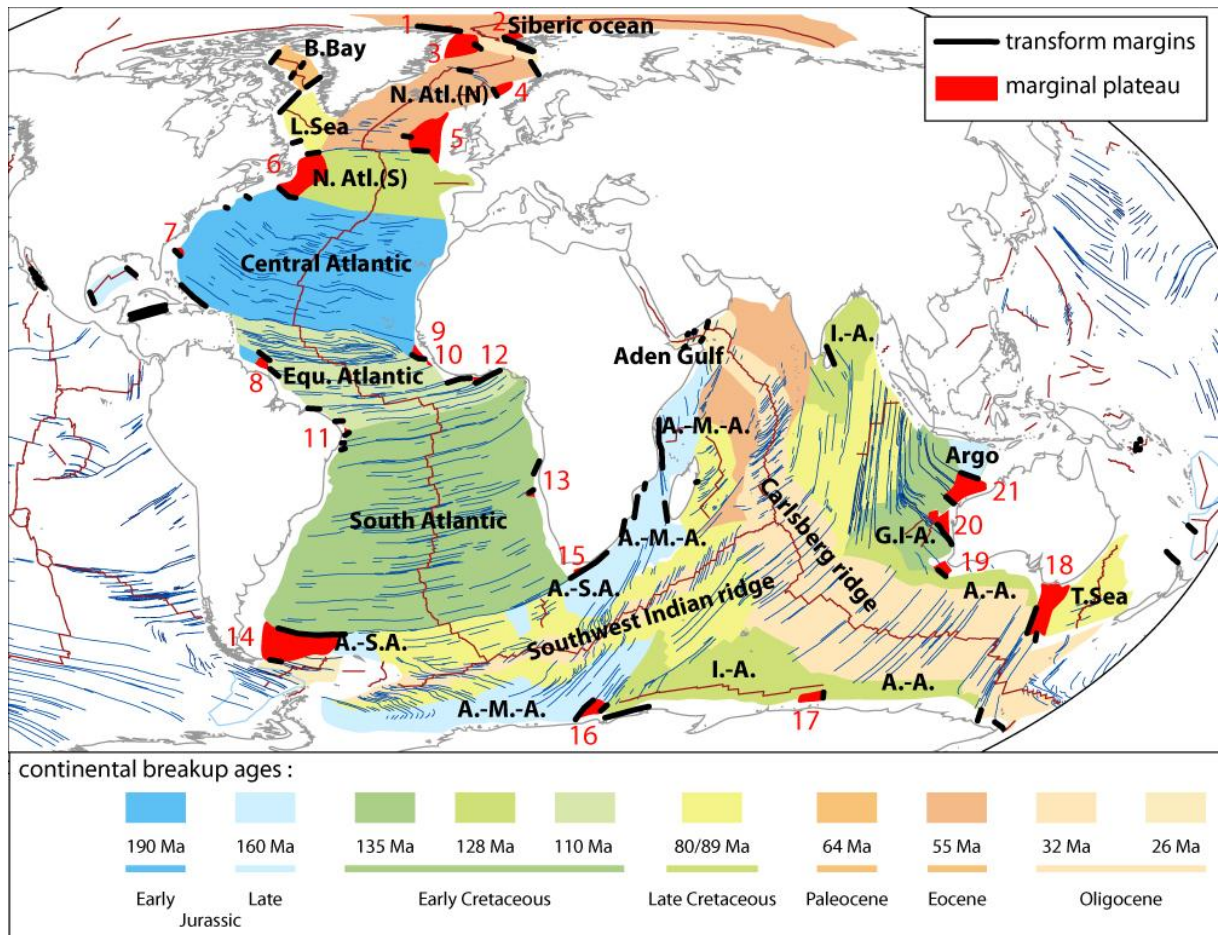 transform margins
marginal plateau
1
2
Siberic ocean
B.Bay
3
4
N. Atl.(N)
L.Sea
5
6
N. Atl.(S)
7
Central Atlantic
9
10
12
8
Equ. Atlantic
Aden Gulf
I.-A.
11
A.-M.-A.
Argo
13
21
South Atlantic
Carlsberg ridge
G.I-A.
20
A.-M.-A.
15
19
18
A.-S.A.
A.-A.
T.Sea
14
A.-S.A.
Southwest Indian ridge
I.-A.
A.-A.
A.-M.-A.
16
17
continental breakup ages :
190 Ma 160 Ma 135 Ma 128 Ma 110 Ma 80/89 Ma 64 Ma 55 Ma 32 Ma 26 Ma
Early Late Early Cretaceous Late Cretaceous Paleocene Eocene Oligocene
Jurassic